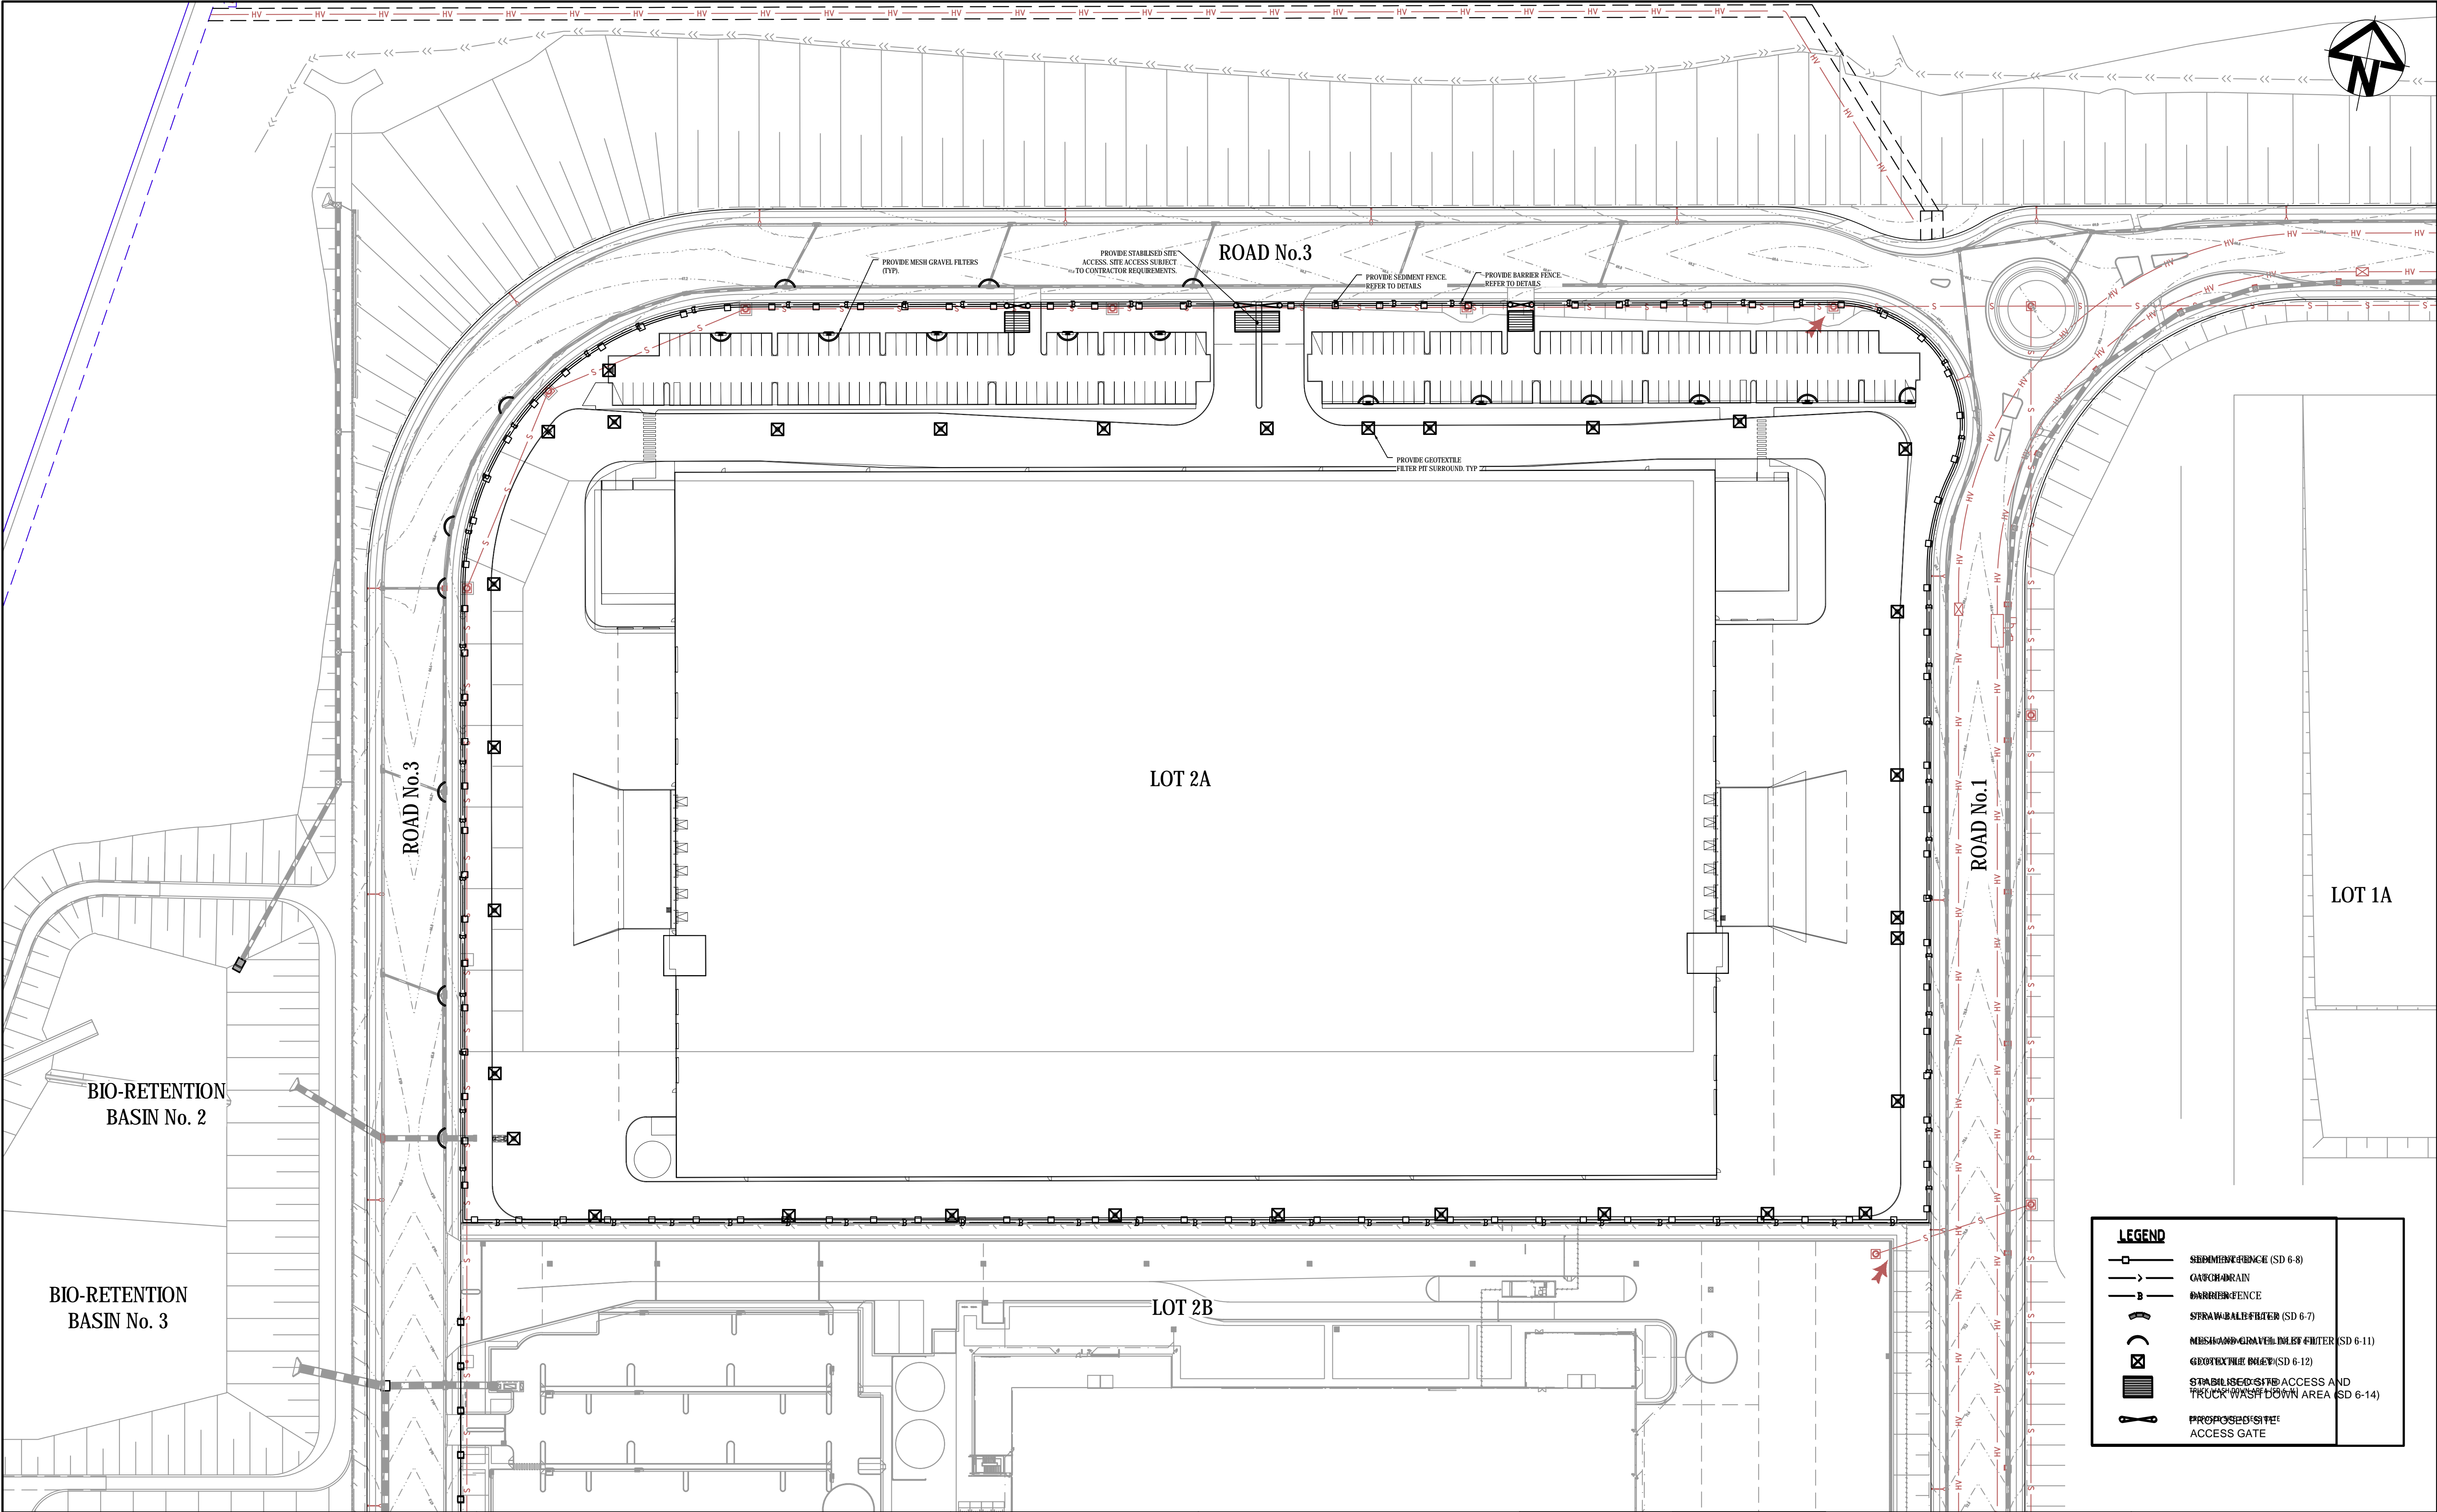 N
ROAD No.3
PROVIDE MESH GRAVEL FILTERS
(TYP).
PROVIDE STABILISED SITE
ACCESS. SITE ACCESS SUBJECT
TO CONTRACTOR REQUIREMENTS.
PROVIDE SEDIMENT FENCE.
REFER TO DETAILS
PROVIDE BARRIER FENCE.
REFER TO DETAILS
PROVIDE GEOTEXTILE
FILTER PIT SURROUND. TYP
LOT 2A
ROAD No.3
ROAD No.1
LOT 1A
BIO-RETENTION
BASIN No. 2
BIO-RETENTION
BASIN No. 3
LOT 2B
LEGEND
SEDIMENT FENCE (SD 6-8)
CATCH DRAIN
B BARRIER FENCE
STRAW BALE FILTER (SD 6-7)
MESH AND GRAVEL INLET FILTER (SD 6-11)
GEOTEXTILE INLET (SD 6-12)
STABILISED SITE ACCESS AND
TRUCK WASH DOWN AREA (SD 6-14)
PROPOSED SITE
ACCESS GATE